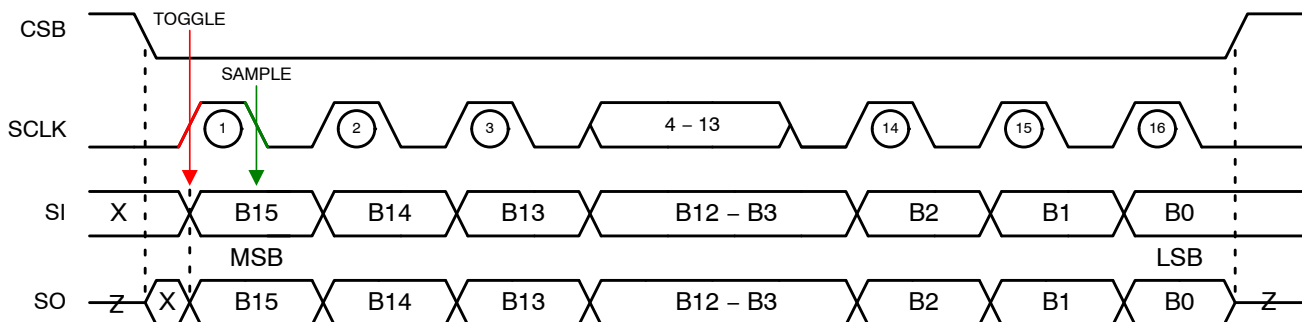 TOGGLE
CSB
SAMPLE
SCLK 1 2 3 4 – 13 14 15 16
SI X B15 B14 B13 B12 – B3 B2 B1 B0
MSB LSB
SO Z X B15 B14 B13 B12 – B3 B2 B1 B0 Z